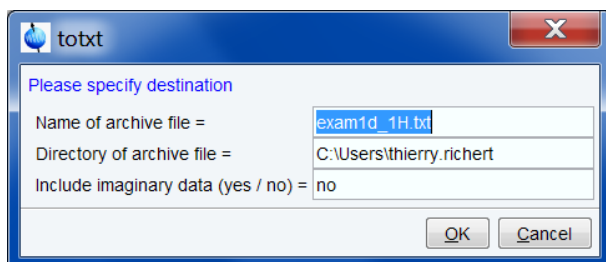 totxt
Please specify destination
Name of archive file = exam1d_1H.txt
Directory of archive file = C:\Users\thierry.richert
Include imaginary data (yes / no) = no
OK Cancel